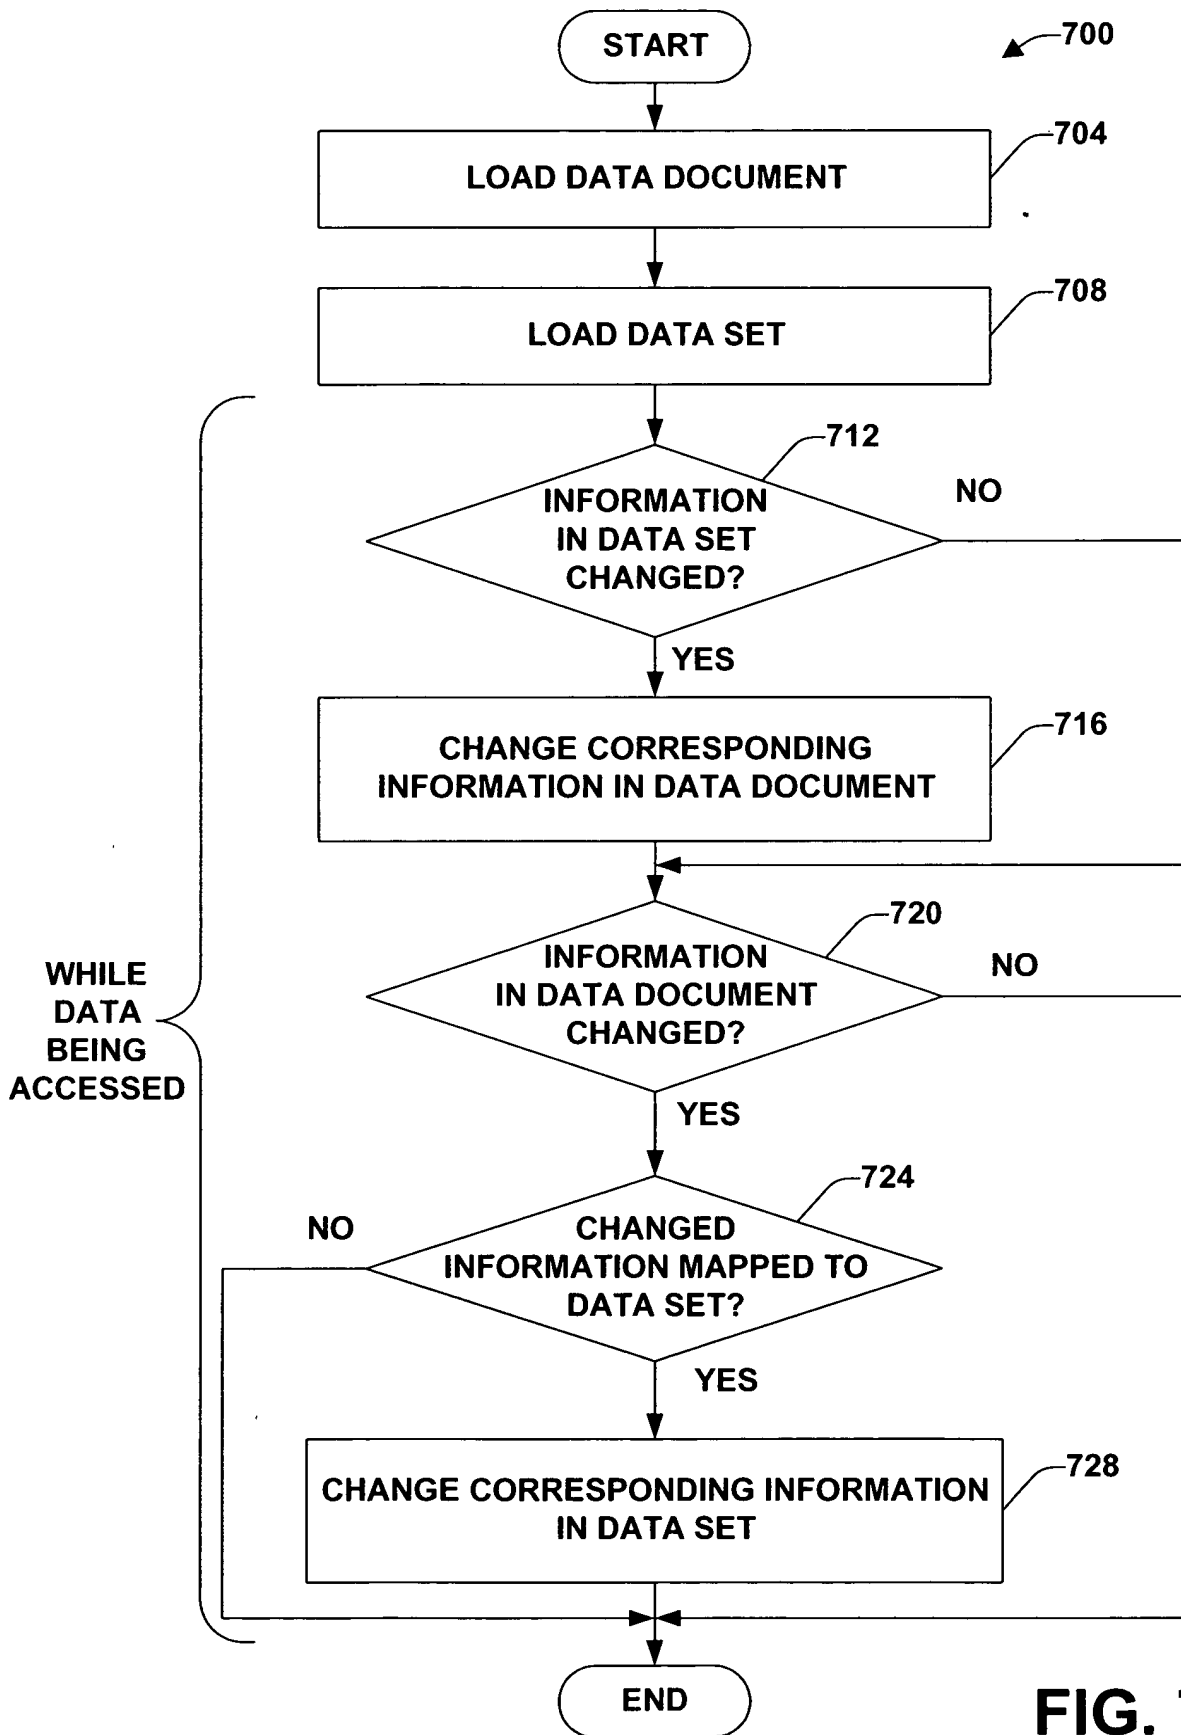 START
700
704
LOAD DATA DOCUMENT
708
LOAD DATA SET
712
INFORMATION
IN DATA SET
CHANGED?
NO
YES
716
CHANGE CORRESPONDING
INFORMATION IN DATA DOCUMENT
720
INFORMATION
IN DATA DOCUMENT
CHANGED?
NO
WHILE
DATA
BEING
ACCESSED
YES
724
NO
CHANGED
INFORMATION MAPPED TO
DATA SET?
YES
728
CHANGE CORRESPONDING INFORMATION
IN DATA SET
END
FIG.